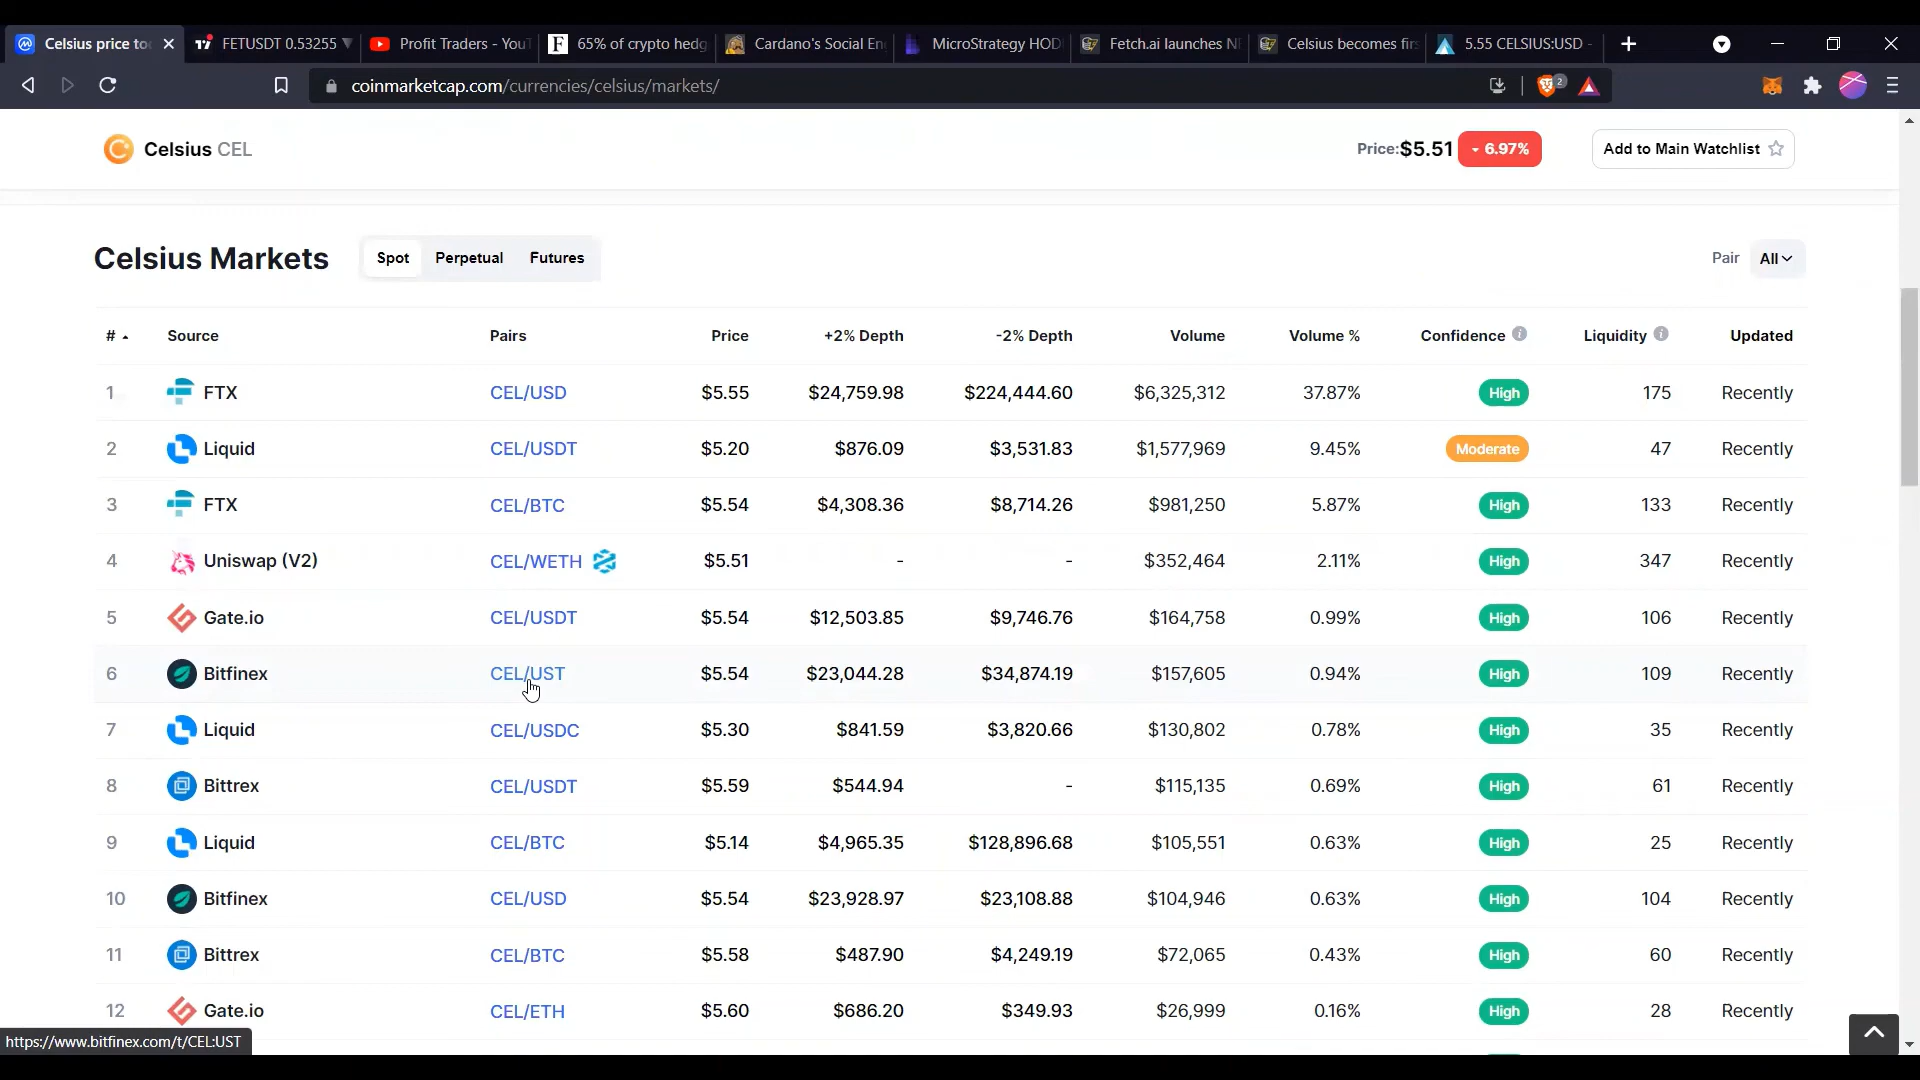 Celsius price to
FETUSDT 0.53255 ▼
Profit Traders - You
65% of crypto hedg
Cardano's Social En
MicroStrategy HOD
Fetch.ai launches N
Celsius becomes firs
5.55 CELSIUS:USD -
coinmarketcap.com/currencies/celsius/markets/
2
Celsius CEL
Price:$5.51 6.97%
Add to Main Watchlist
Celsius Markets Spot Perpetual Futures
Pair All
# Source Pairs Price +2% Depth -2% Depth Volume Volume % Confidence Liquidity Updated
1 FTX CEL/USD $5.55 $24,759.98 $224,444.60 $6,325,312 37.87% High 175 Recently
2 Liquid CEL/USDT $5.20 $876.09 $3,531.83 $1,577,969 9.45% Moderate 47 Recently
3 FTX CEL/BTC $5.54 $4,308.36 $8,714.26 $981,250 5.87% High 133 Recently
4 Uniswap (V2) CEL/WETH $5.51 - - $352,464 2.11% High 347 Recently
5 Gate.io CEL/USDT $5.54 $12,503.85 $9,746.76 $164,758 0.99% High 106 Recently
6 Bitfinex CEL/UST $5.54 $23,044.28 $34,874.19 $157,605 0.94% High 109 Recently
7 Liquid CEL/USDC $5.30 $841.59 $3,820.66 $130,802 0.78% High 35 Recently
8 Bittrex CEL/USDT $5.59 $544.94 - $115,135 0.69% High 61 Recently
9 Liquid CEL/BTC $5.14 $4,965.35 $128,896.68 $105,551 0.63% High 25 Recently
10 Bitfinex CEL/USD $5.54 $23,928.97 $23,108.88 $104,946 0.63% High 104 Recently
11 Bittrex CEL/BTC $5.58 $487.90 $4,249.19 $72,065 0.43% High 60 Recently
12 Gate.io CEL/ETH $5.60 $686.20 $349.93 $26,999 0.16% High 28 Recently
https://www.bitfinex.com/t/CEL:UST